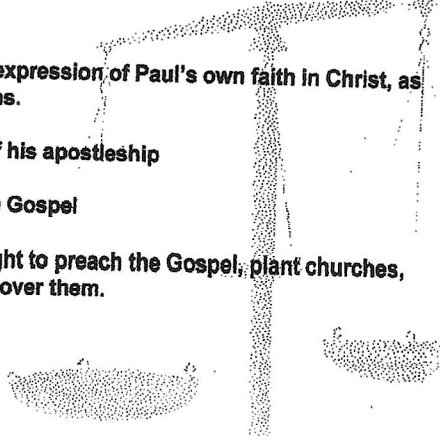 expression of Paul's own faith in Christ, as
his apostleship
Gospel
to preach the Gospel, plant churches,
over them.